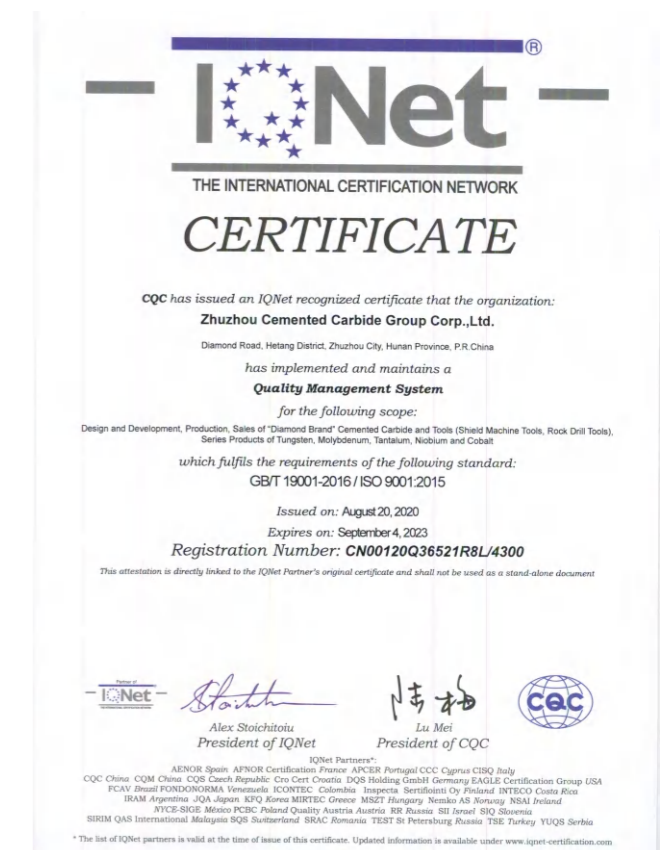 IQNet ®
THE INTERNATIONAL CERTIFICATION NETWORK
CERTIFICATE
CQC has issued an IQNet recognized certificate that the organization:
Zhuzhou Cemented Carbide Group Corp.,Ltd.
Diamond Road, Hetang District, Zhuzhou City, Hunan Province, P.R.China
has implemented and maintains a
Quality Management System
for the following scope:
Design and Development, Production, Sales of "Diamond Brand" Cemented Carbide and Tools (Shield Machine Tools, Rock Drill Tools),
Series Products of Tungsten, Molybdenum, Tantalum, Niobium and Cobalt
which fulfils the requirements of the following standard:
GB/T 19001-2016 / ISO 9001:2015
Issued on: August 20, 2020
Expires on: September 4, 2023
Registration Number: CN00120Q36521R8L/4300
This attestation is directly linked to the IQNet Partner's original certificate and shall not be used as a stand-alone document
Partner of
IQNet
CQC
Alex Stoichitoiu
President of IQNet
Lu Mei
President of CQC
IQNet Partners*:
AENOR Spain AFNOR Certification France APCER Portugal CCC Cyprus CISQ Italy
CQC China CQM China CQS Czech Republic Cro Cert Croatia DQS Holding GmbH Germany EAGLE Certification Group USA
FCAV Brazil FONDONORMA Venezuela ICONTEC Colombia Inspecta Sertifiointi Oy Finland INTECO Costa Rica
IRAM Argentina JQA Japan KFQ Korea MIRTEC Greece MSZT Hungary Nemko AS Norway NSAI Ireland
NYCE-SIGE México PCBC Poland Quality Austria Austria RR Russia SII Israel SIQ Slovenia
SIRIM QAS International Malaysia SQS Switzerland SRAC Romania TEST St Petersburg Russia TSE Turkey YUQS Serbia
* The list of IQNet partners is valid at the time of issue of this certificate. Updated information is available under www.iqnet-certification.com